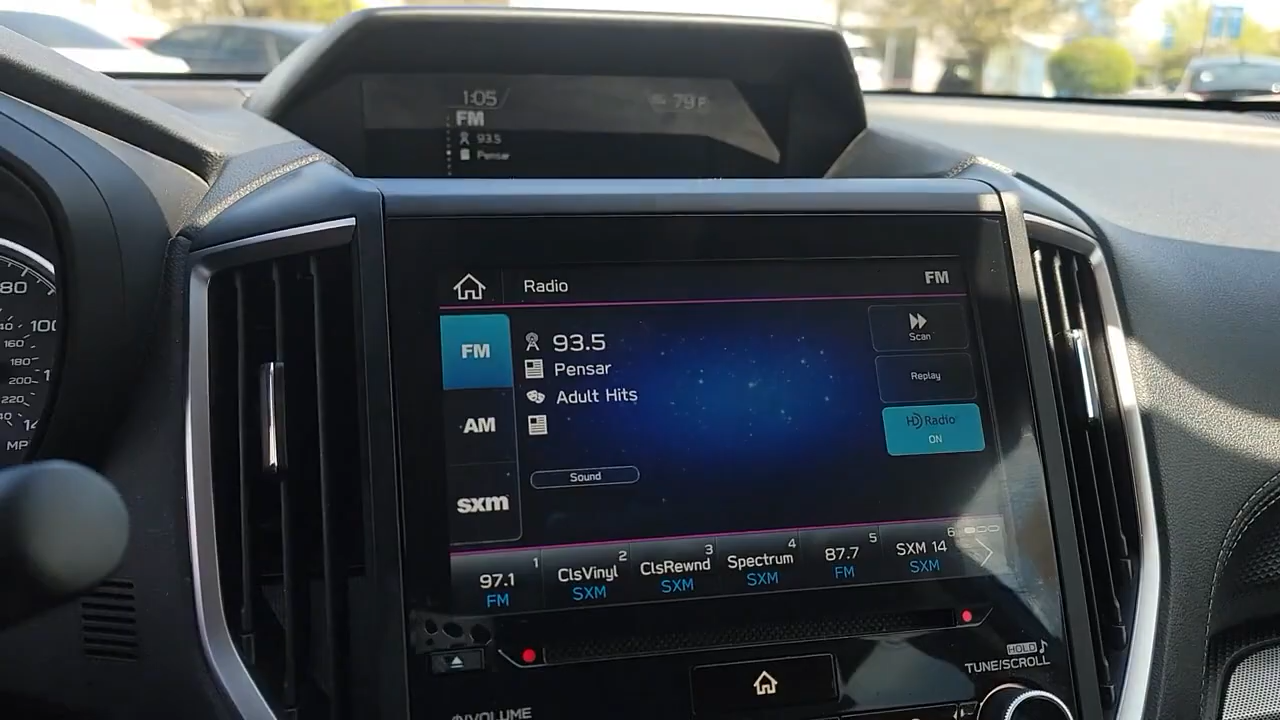 1:05
79F
FM
93.5
Pensar
Radio
FM
FM
93.5
Scan
Pensar
Replay
Adult Hits
AM
HD Radio
ON
Sound
sxm
1
97.1
FM
2
ClsVinyl
SXM
3
ClsRewnd
SXM
4
Spectrum
SXM
5
87.7
FM
6
SXM 14
SXM
HOLD
TUNE/SCROLL
VOLUME
80
100
160
180
200
220
MP